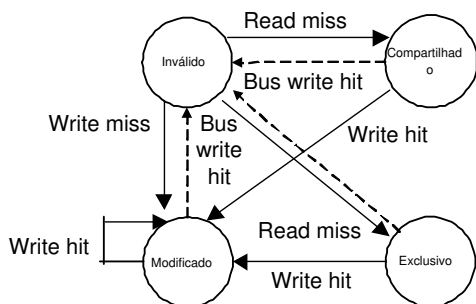 Read miss
Inválido
Compartilhad
o
Bus write hit
Write miss
Bus
write
hit
Write hit
Read miss
Write hit
Modificado
Exclusivo
Write hit